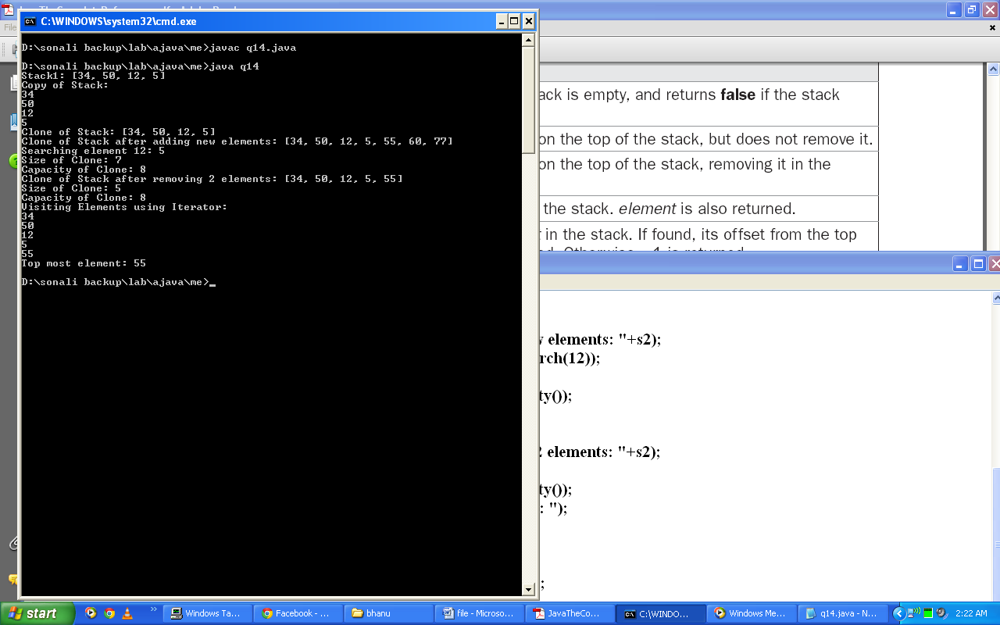 C:\WINDOWS\system32\cmd.exe
D:\sonali backup\lab\ajava\me>javac q14.java
D:\sonali backup\lab\ajava\me>java q14
Stack1: [34, 50, 12, 5]
Copy of Stack:
34
50
12
5
Clone of Stack: [34, 50, 12, 5]
Clone of Stack after adding new elements: [34, 50, 12, 5, 55, 60, 77]
Searching element 12: 5
Size of Clone: 7
Capacity of Clone: 8
Clone of Stack after removing 2 elements: [34, 50, 12, 5, 55]
Size of Clone: 5
Capacity of Clone: 8
Visiting Elements using Iterator:
34
50
12
5
55
Top most element: 55
D:\sonali backup\lab\ajava\me>_
File
ack is empty, and returns false if the stack
on the top of the stack, but does not remove it.
on the top of the stack, removing it in the
the stack. element is also returned.
in the stack. If found, its offset from the top
elements: "+s2);
rch(12));
ty());
2 elements: "+s2);
ty());
: ");
;
start
Windows Ta...
Facebook - ...
bhanu
file - Microso...
JavaTheCo...
C:\WINDO...
Windows Me...
q14.java - N...
2:22 AM